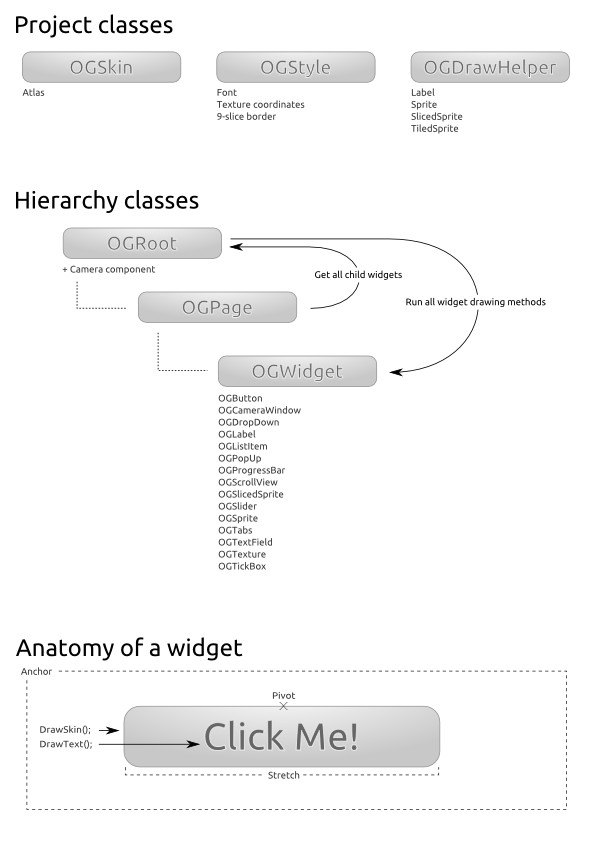 Project classes
OGSkin
Atlas
OGStyle
Font
Texture coordinates
9-slice border
OGDrawHelper
Label
Sprite
SlicedSprite
TiledSprite
Hierarchy classes
OGRoot
+ Camera component
Get all child widgets
Run all widget drawing methods
OGPage
OGWidget
OGButton
OGCameraWindow
OGDropDown
OGLabel
OGListItem
OGPopUp
OGProgressBar
OGScrollView
OGSlicedSprite
OGSlider
OGSprite
OGTabs
OGTextField
OGTexture
OGTickBox
Anatomy of a widget
Anchor
Pivot
DrawSkin();
DrawText();
Click Me!
Stretch